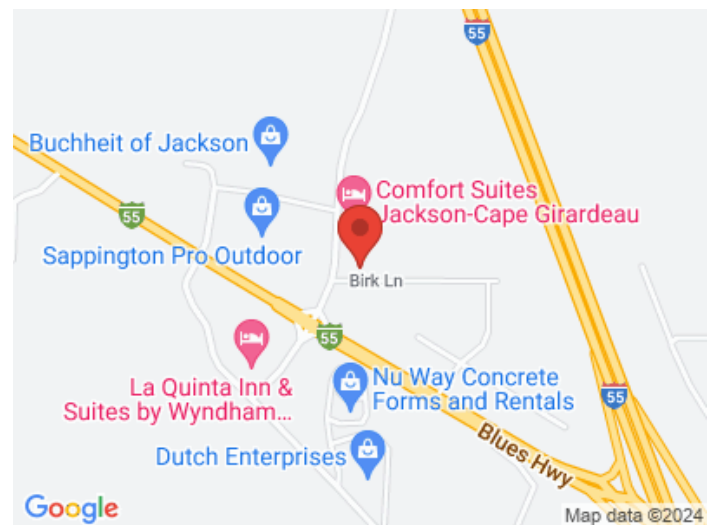 55
Buchheit of Jackson
Comfort Suites
Jackson-Cape Girardeau
55
Sappington Pro Outdoor
Birk Ln
55
La Quinta Inn &
Suites by Wyndham...
Nu Way Concrete
Forms and Rentals
55
Blues Hwy
Dutch Enterprises
Google
Map data ©2024